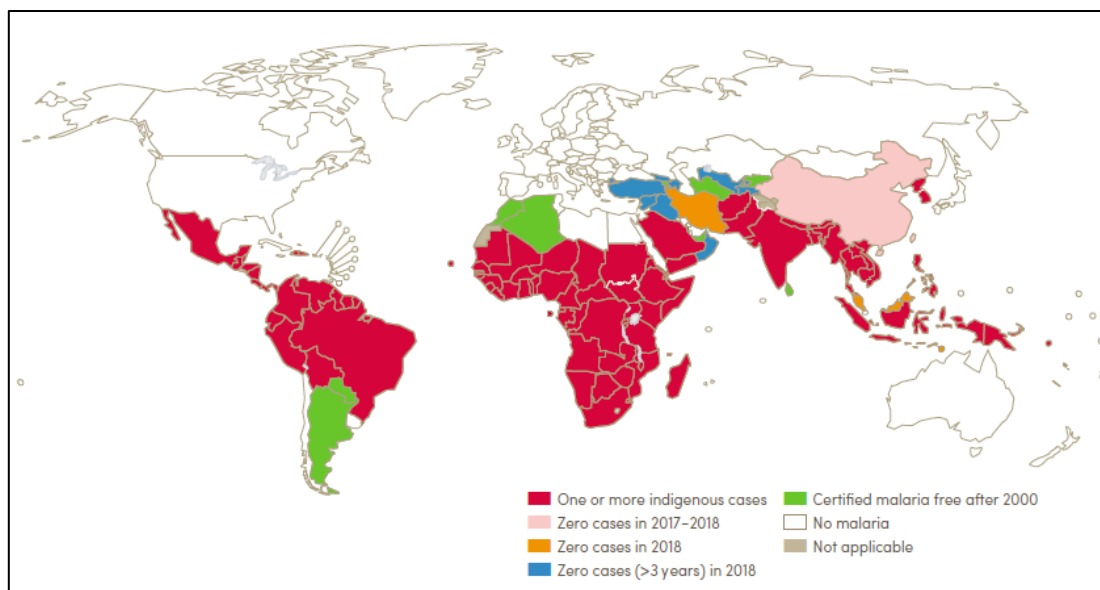 One or more indigenous cases
Zero cases in 2017–2018
Zero cases in 2018
Zero cases (>3 years) in 2018
Certified malaria free after 2000
No malaria
Not applicable